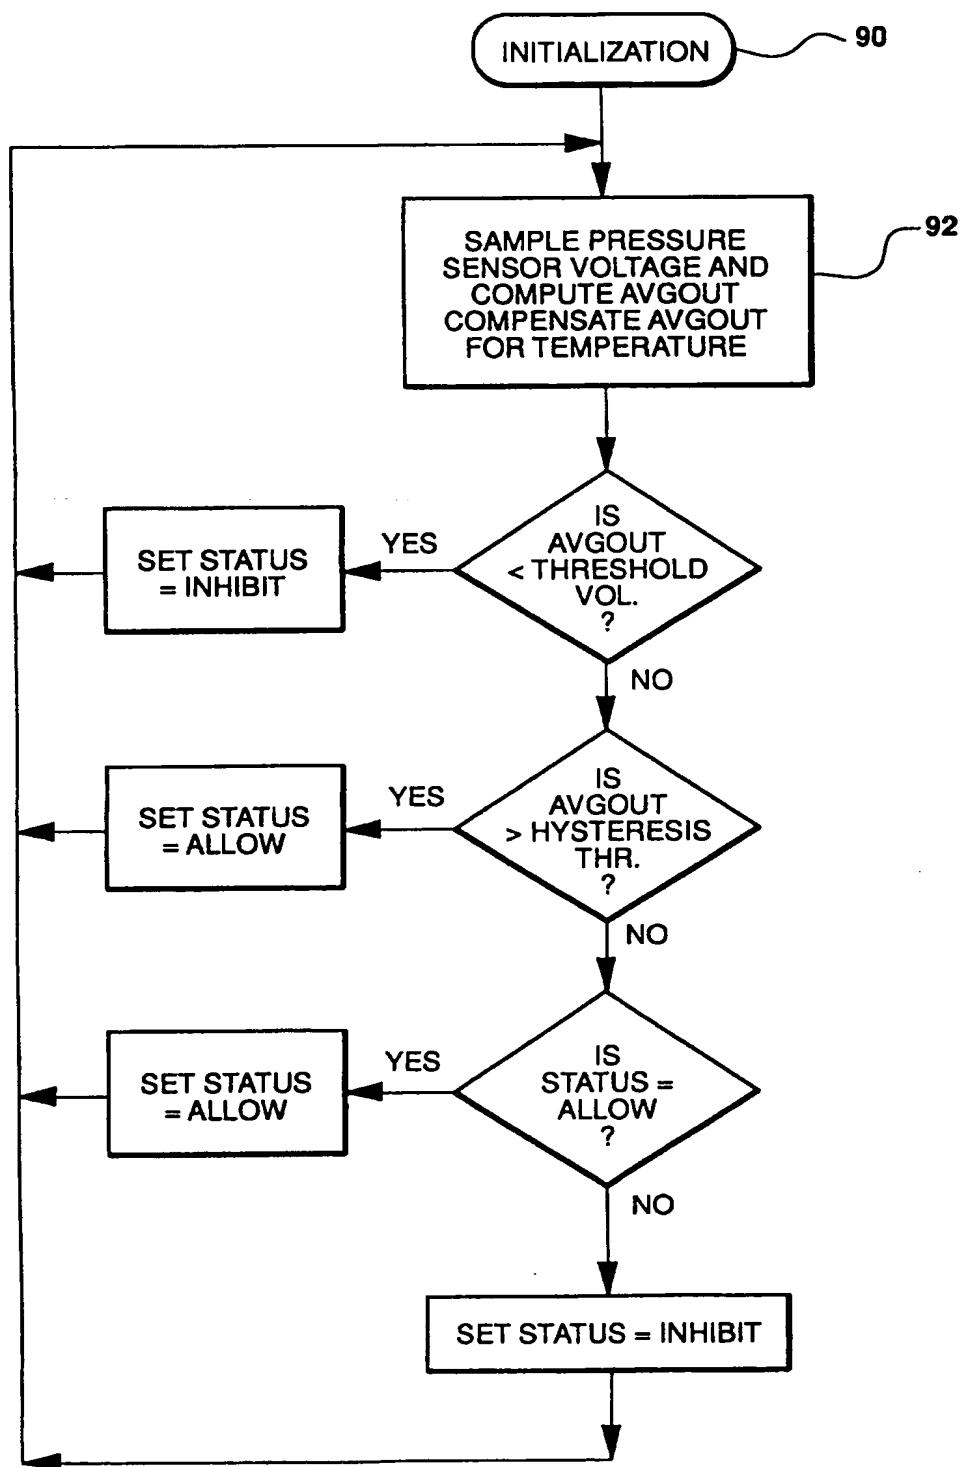 INITIALIZATION
90
SAMPLE PRESSURE
SENSOR VOLTAGE AND
COMPUTE AVGOUT
COMPENSATE AVGOUT
FOR TEMPERATURE
92
IS
AVGOUT
< THRESHOLD
VOL.
?
YES
SET STATUS
= INHIBIT
NO
IS
AVGOUT
> HYSTERESIS
THR.
?
YES
SET STATUS
= ALLOW
NO
IS
STATUS =
ALLOW
?
YES
SET STATUS
= ALLOW
NO
SET STATUS = INHIBIT